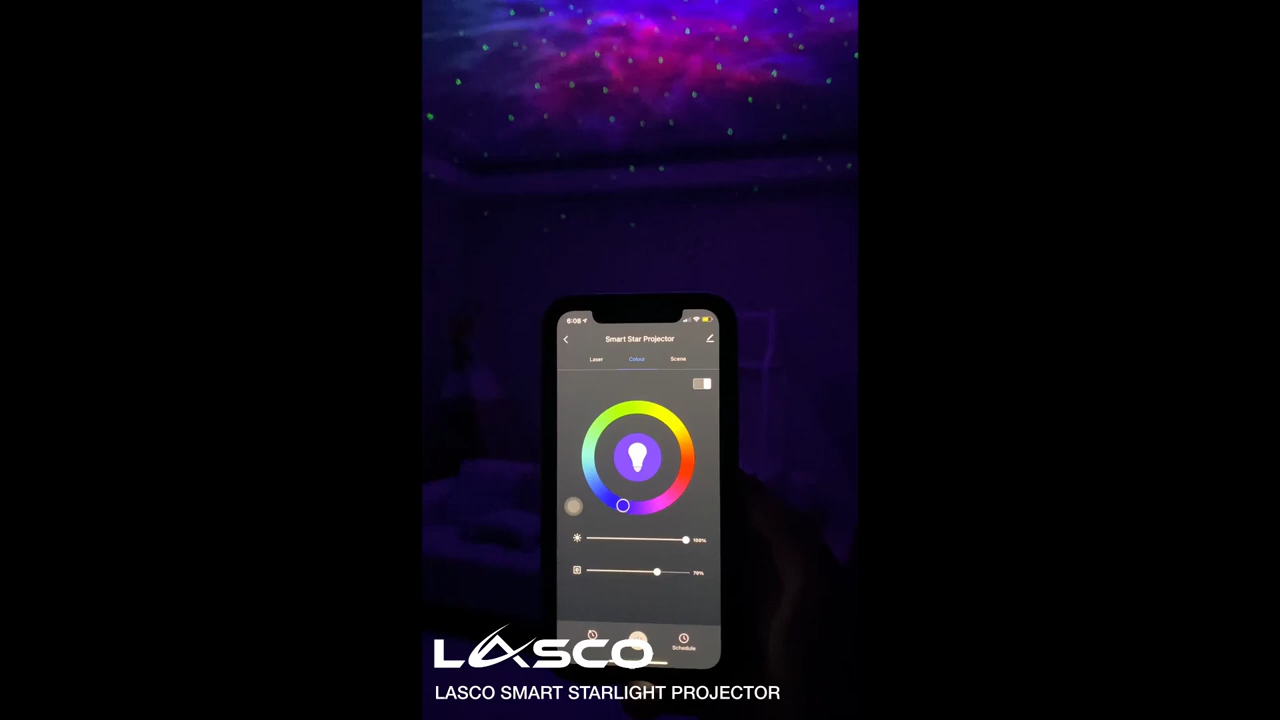 6:08
Smart Star Projector
Laser Colour Scene
100%
70%
Schedule
LASCO
LASCO SMART STARLIGHT PROJECTOR